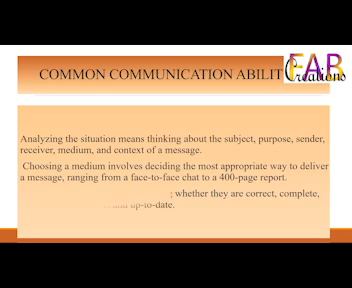 COMMON COMMUNICATION ABILIT
FAB
Creations
Analyzing the situation means thinking about the subject, purpose, sender,
receiver, medium, and context of a message.
Choosing a medium involves deciding the most appropriate way to deliver
a message, ranging from a face-to-face chat to a 400-page report.
; whether they are correct, complete,
up-to-date.